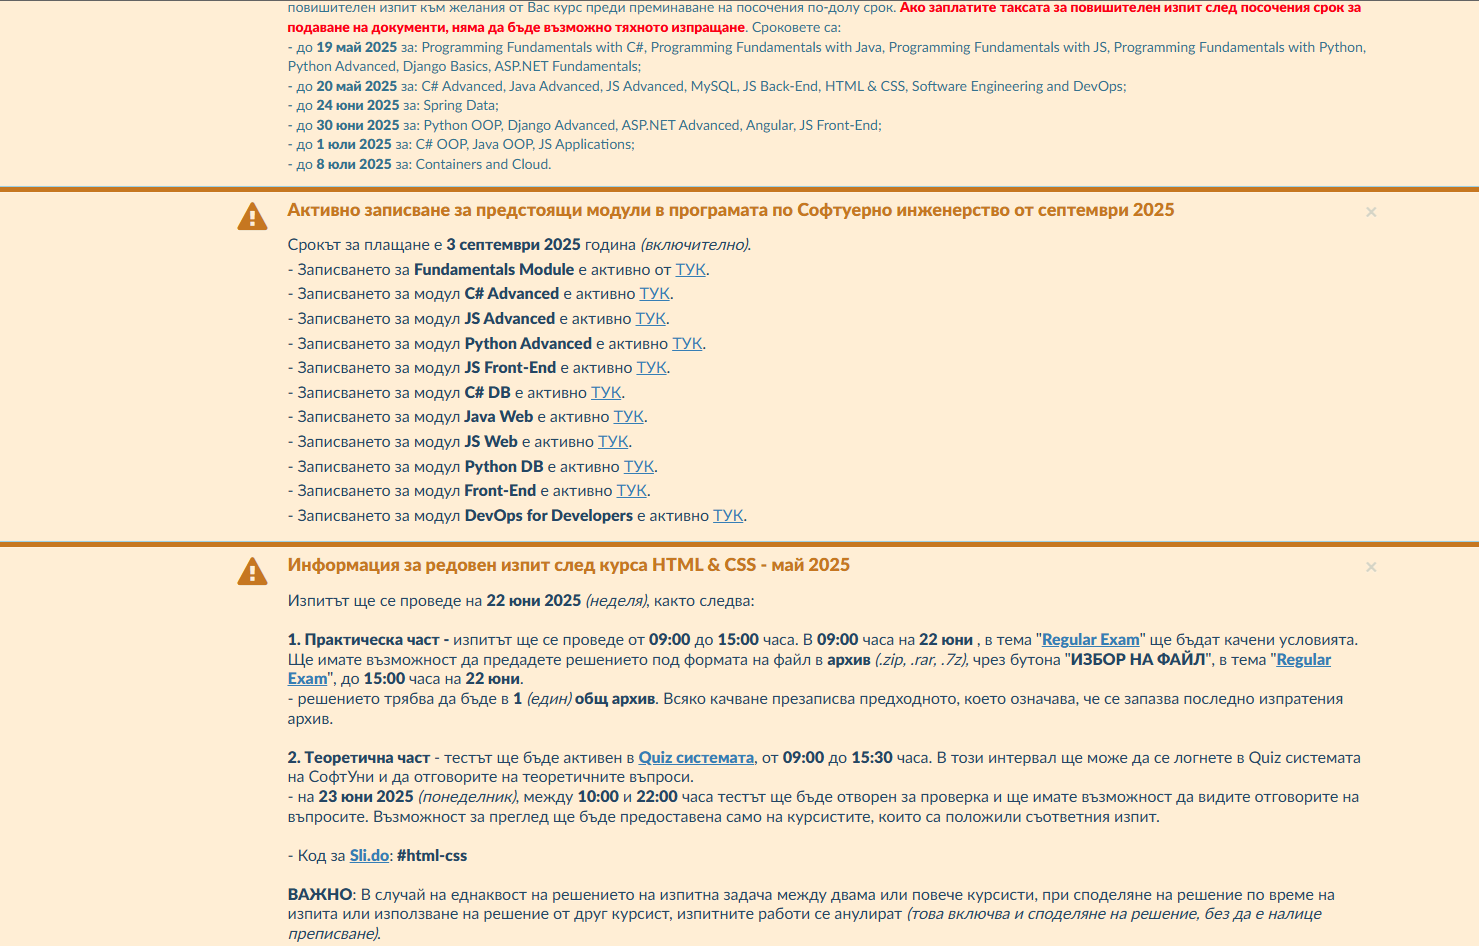 повишителен изпит към желания от Вас курс преди преминаване на посочения по-долу срок. Ако заплатите таксата за повишителен изпит след посочения срок за
подаване на документи, няма да бъде възможно тяхното изпращане. Сроковете са:
- до 19 май 2025 за: Programming Fundamentals with C#, Programming Fundamentals with Java, Programming Fundamentals with JS, Programming Fundamentals with Python,
Python Advanced, Django Basics, ASP.NET Fundamentals;
- до 20 май 2025 за: C# Advanced, Java Advanced, JS Advanced, MySQL, JS Back-End, HTML & CSS, Software Engineering and DevOps;
- до 24 юни 2025 за: Spring Data;
- до 30 юни 2025 за: Python OOP, Django Advanced, ASP.NET Advanced, Angular, JS Front-End;
- до 1 юли 2025 за: C# OOP, Java OOP, JS Applications;
- до 8 юли 2025 за: Containers and Cloud.
Активно записване за предстоящи модули в програмата по Софтуерно инженерство от септември 2025
×
Срокът за плащане е 3 септември 2025 година (включително).
- Записването за Fundamentals Module е активно от ТУК.
- Записването за модул C# Advanced е активно ТУК.
- Записването за модул JS Advanced е активно ТУК.
- Записването за модул Python Advanced е активно ТУК.
- Записването за модул JS Front-End е активно ТУК.
- Записването за модул C# DB е активно ТУК.
- Записването за модул Java Web е активно ТУК.
- Записването за модул JS Web е активно ТУК.
- Записването за модул Python DB е активно ТУК.
- Записването за модул Front-End е активно ТУК.
- Записването за модул DevOps for Developers е активно ТУК.
Информация за редовен изпит след курса HTML & CSS - май 2025
×
Изпитът ще се проведе на 22 юни 2025 (неделя), както следва:
1. Практическа част - изпитът ще се проведе от 09:00 до 15:00 часа. В 09:00 часа на 22 юни , в тема "Regular Exam" ще бъдат качени условията.
Ще имате възможност да предадете решението под формата на файл в архив (.zip, .rar, .7z), чрез бутона "ИЗБОР НА ФАЙЛ", в тема "Regular
Exam", до 15:00 часа на 22 юни.
- решението трябва да бъде в 1 (един) общ архив. Всяко качване презаписва предходното, което означава, че се запазва последно изпратения
архив.
2. Теоретична част - тестът ще бъде активен в Quiz системата, от 09:00 до 15:30 часа. В този интервал ще може да се логнете в Quiz системата
на СофтУни и да отговорите на теоретичните въпроси.
- на 23 юни 2025 (понеделник), между 10:00 и 22:00 часа тестът ще бъде отворен за проверка и ще имате възможност да видите отговорите на
въпросите. Възможност за преглед ще бъде предоставена само на курсистите, които са положили съответния изпит.
- Код за Sli.do: #html-css
ВАЖНО: В случай на еднаквост на решението на изпитна задача между двама или повече курсисти, при споделяне на решение по време на
изпита или използване на решение от друг курсист, изпитните работи се анулират (това включва и споделяне на решение, без да е налице
преписване).